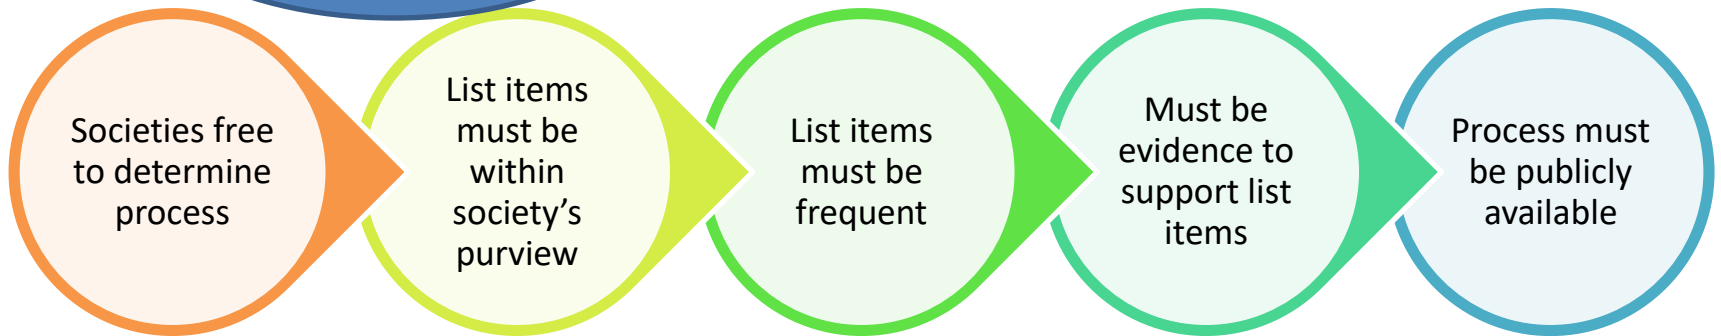 Societies free
to determine
process
List items
must be
within
society’s
purview
List items
must be
frequent
Must be
evidence to
support list
items
Process must
be publicly
available